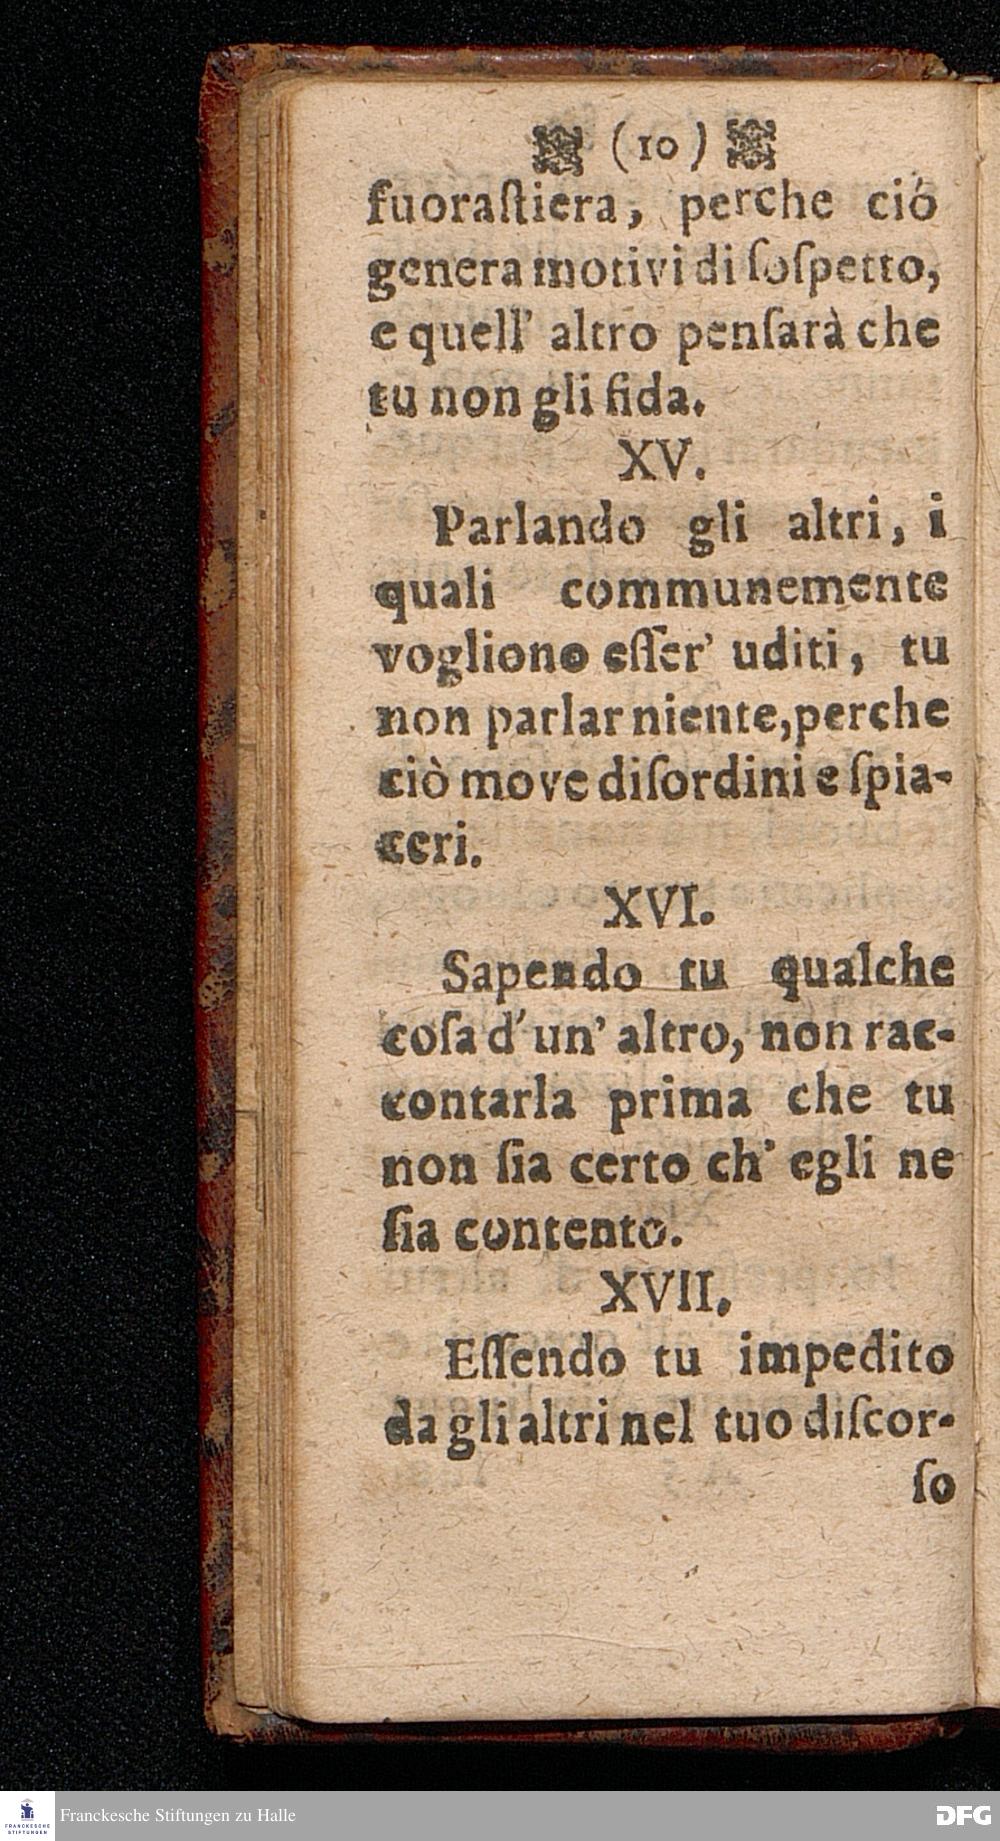 (10)
fuoraſtiera, perche ciò
genera motivi di ſoſpetto,
e quell' altro penſarà che
tu non gli fida.
XV.
Parlando gli altri, i
quali communemente
vogliono eſſer' uditi, tu
non parlar niente, perche
ciò move diſordini e ſpia-
ceri.
XVI.
Sapendo tu qualche
coſa d' un' altro, non rac-
contarla prima che tu
non ſia certo ch' egli ne
ſia contento.
XVII.
Eſſendo tu impedito
da gli altri nel tuo diſcor-
ſo
FRANCKESCHE
STIFTUNGEN
Franckesche Stiftungen zu Halle
DFG